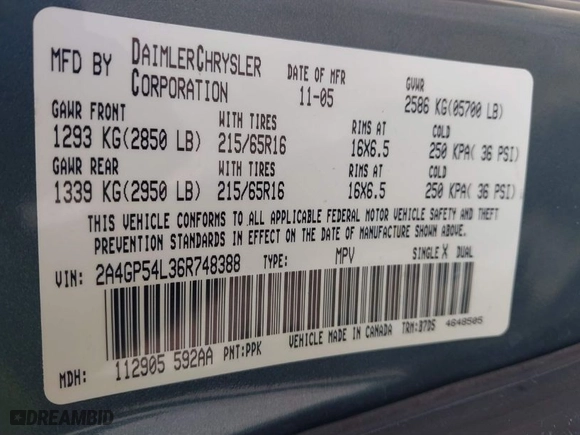 MFD BY DAIMLERCHRYSLER CORPORATION DATE OF MFR 11-05 GVWR 2586 KG(05700 LB)
GAWR FRONT WITH TIRES RIMS AT COLD
1293 KG(2850 LB) 215/65R16 16X6.5 250 KPA( 36 PSI)
GAWR REAR WITH TIRES RIMS AT COLD
1339 KG(2950 LB) 215/65R16 16X6.5 250 KPA( 36 PSI)
THIS VEHICLE CONFORMS TO ALL APPLICABLE FEDERAL MOTOR VEHICLE SAFETY AND THEFT
PREVENTION STANDARDS IN EFFECT ON THE DATE OF MANUFACTURE SHOWN ABOVE.
VIN: 2A4GP54L36R748388 TYPE: MPV SINGLE X DUAL
MDH: 112905 592AA PNT:PPK VEHICLE MADE IN CANADA TRM:B7D5 4648505
DREAMBID